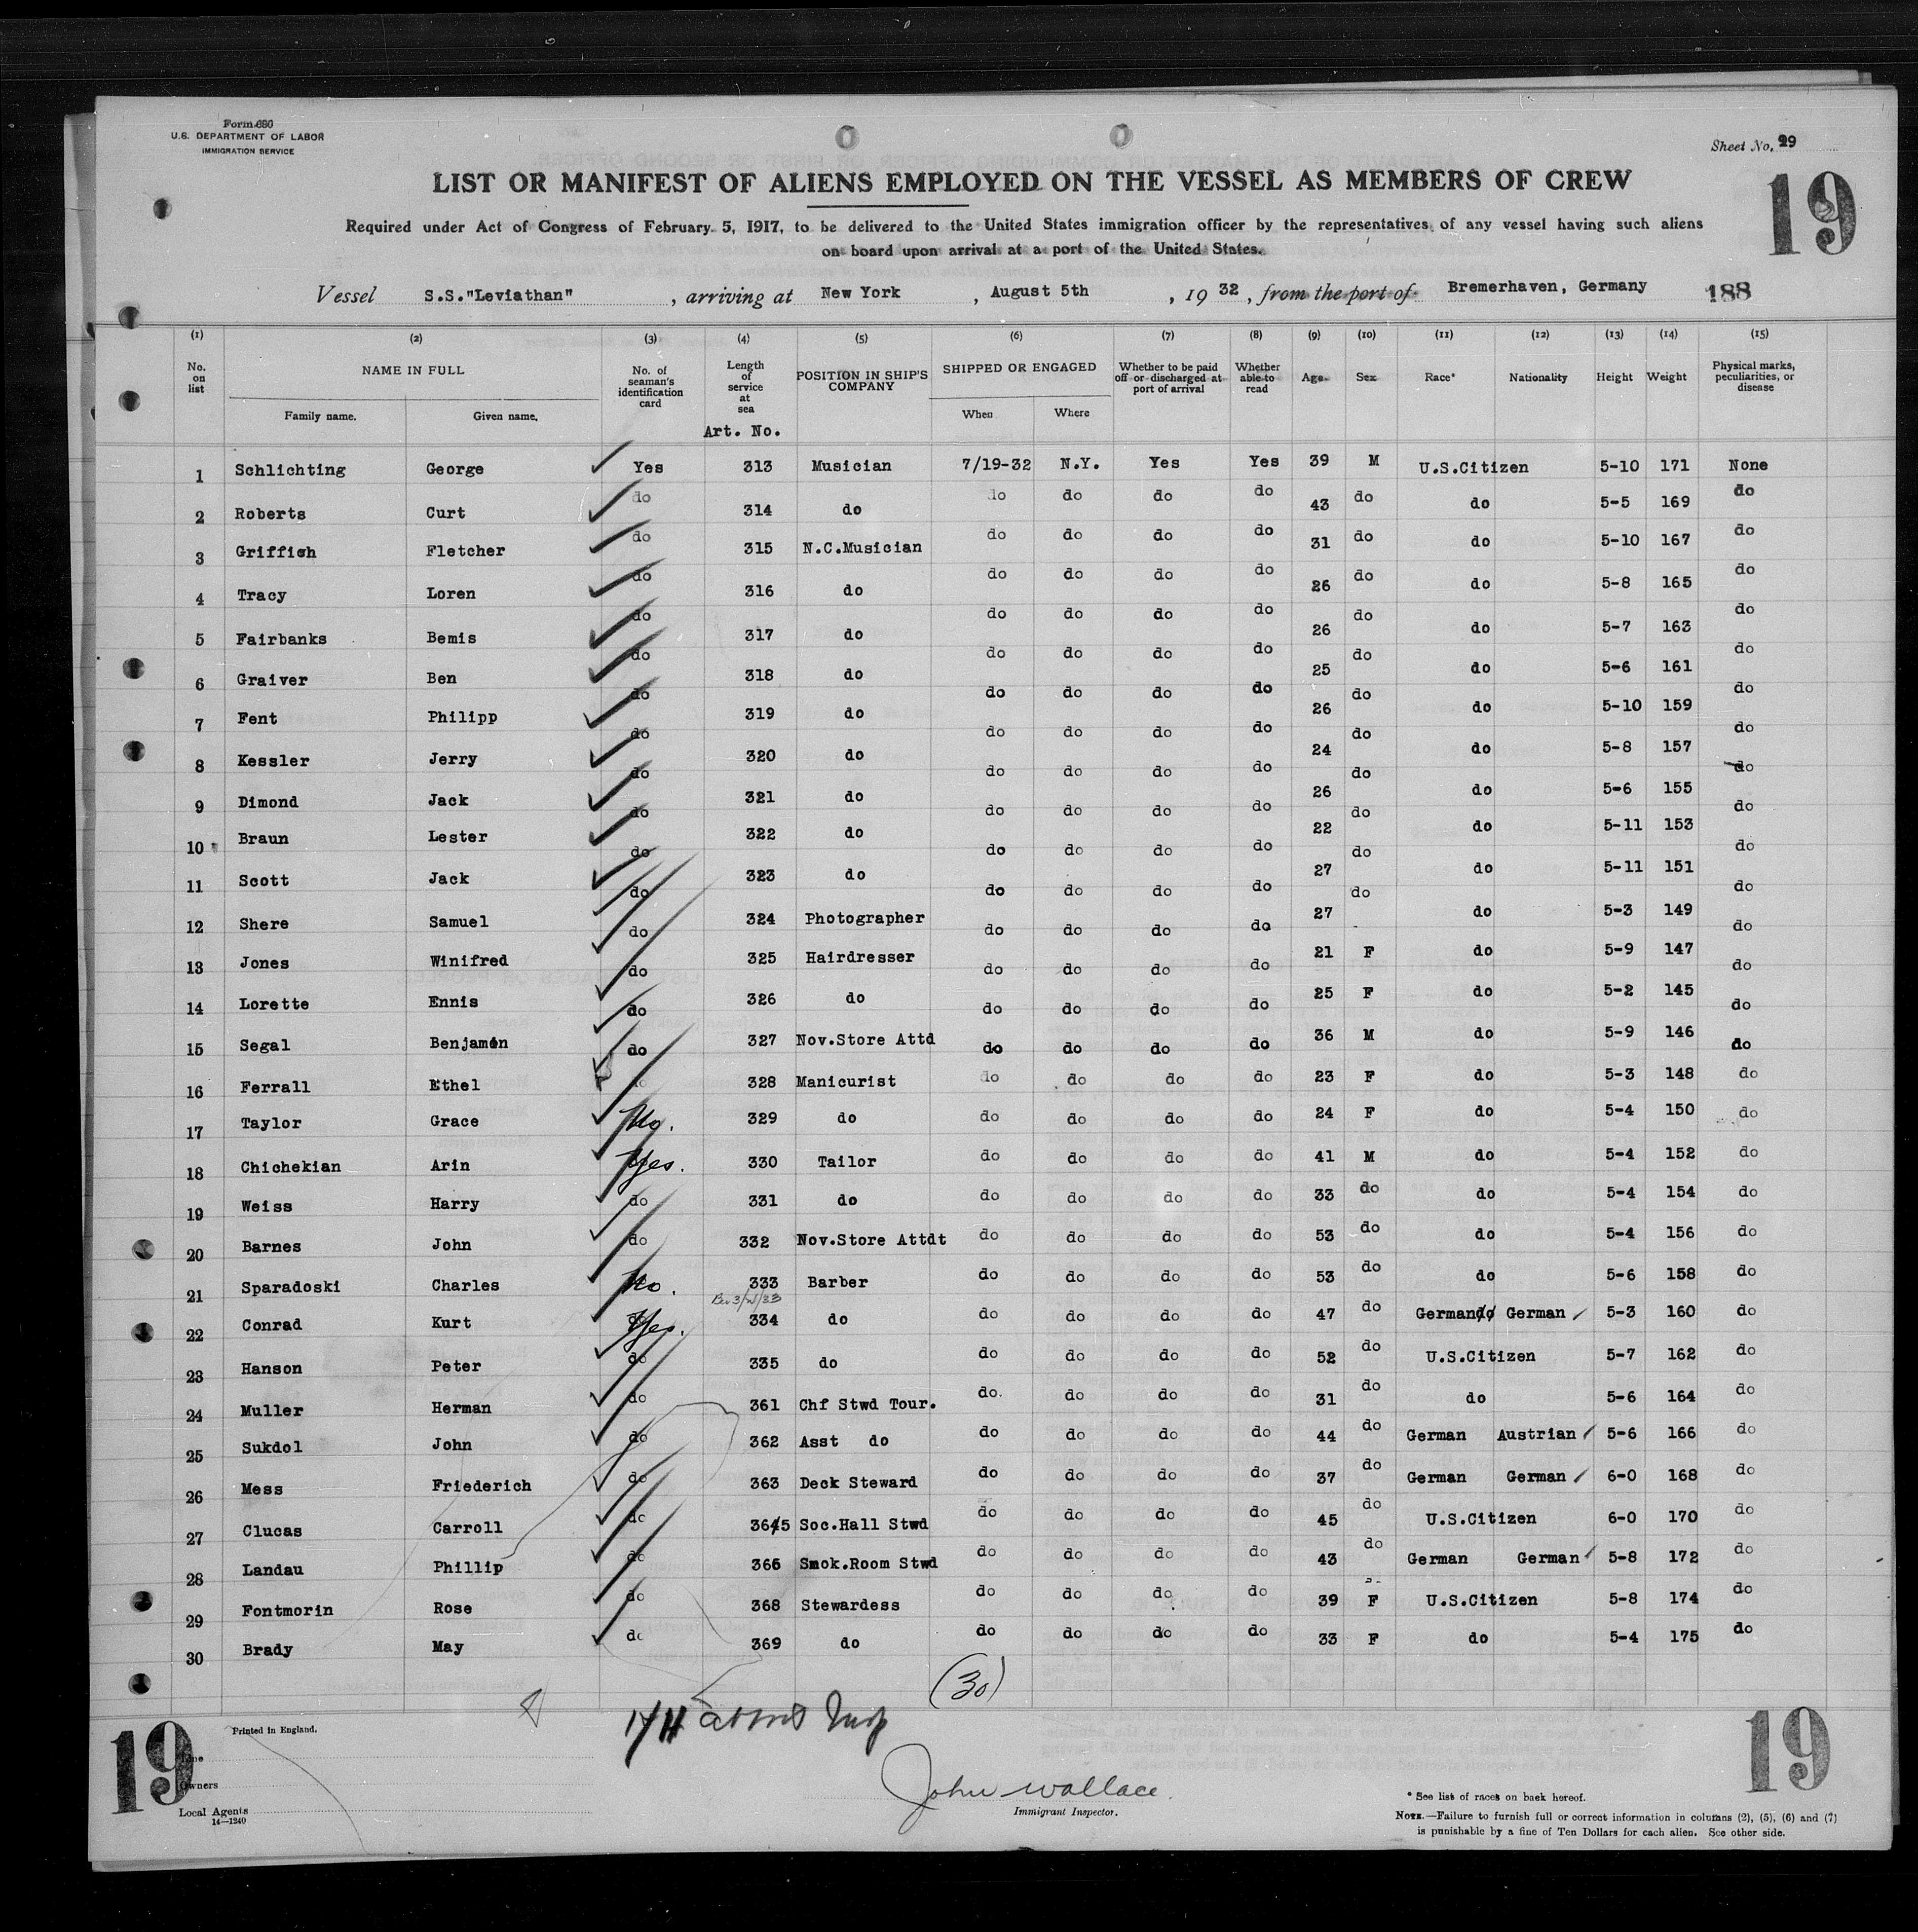 Form 680
U.S. DEPARTMENT OF LABOR
IMMIGRATION SERVICE
Sheet No. 29
LIST OR MANIFEST OF ALIENS EMPLOYED ON THE VESSEL AS MEMBERS OF CREW
19
Required under Act of Congress of February 5, 1917, to be delivered to the United States immigration officer by the representatives of any vessel having such aliens
on board upon arrival at a port of the United States.
Vessel S.S."Leviathan", arriving at New York, August 5th, 1932, from the port of Bremerhaven, Germany 188
(1) (2) (3) (4) (5) (6) (7) (8) (9) (10) (11) (12) (13) (14) (15)
No. on list NAME IN FULL Family name. Given name. No. of seaman's identification card Length of service at sea POSITION IN SHIP'S COMPANY SHIPPED OR ENGAGED When Where Whether to be paid off or discharged at port of arrival Whether able to read Age Sex Race* Nationality Height Weight Physical marks, peculiarities, or disease
Art. No.
1 Schlichting George Yes 313 Musician 7/19-32 N.Y. Yes Yes 39 M U.S.Citizen 5-10 171 None
2 Roberts Curt do 314 do do do do do 43 do do 5-5 169 do
3 Griffish Fletcher do 315 N.C.Musician do do do do 31 do do 5-10 167 do
4 Tracy Loren do 316 do do do do do 26 do do 5-8 165 do
5 Fairbanks Bemis do 317 do do do do do 26 do do 5-7 163 do
6 Graiver Ben do 318 do do do do do 25 do do 5-6 161 do
7 Fent Philipp do 319 do do do do do 26 do do 5-10 159 do
8 Kessler Jerry do 320 do do do do do 24 do do 5-8 157 do
9 Dimond Jack do 321 do do do do do 26 do do 5-6 155 do
10 Braun Lester do 322 do do do do do 22 do do 5-11 153 do
11 Scott Jack do 323 do do do do do 27 do do 5-11 151 do
12 Shere Samuel do 324 Photographer do do do do 27 do do 5-3 149 do
13 Jones Winifred do 325 Hairdresser do do do do 21 F do 5-9 147 do
14 Lorette Ennis do 326 do do do do do 25 F do 5-2 145 do
15 Segal Benjamin do 327 Nov.Store Attd do do do do 36 M do 5-9 146 do
16 Ferrall Ethel do 328 Manicurist do do do do 23 F do 5-3 148 do
17 Taylor Grace No. 329 do do do do do 24 F do 5-4 150 do
18 Chichekian Arin Yes. 330 Tailor do do do do 41 M do 5-4 152 do
19 Weiss Harry do 331 do do do do do 33 do do 5-4 154 do
20 Barnes John do 332 Nov.Store Attdt do do do do 53 do do 5-4 156 do
21 Sparadoski Charles No. 333 Barber do do do do 53 do do 5-6 158 do
22 Conrad Kurt Yes. 334 do do do do do 47 do German do German 5-3 160 do
23 Hanson Peter do 335 do do do do do 52 do U.S.Citizen 5-7 162 do
24 Muller Herman do 361 Chf Stwd Tour. do. do do do 31 do do 5-6 164 do
25 Sukdol John do 362 Asst do do do do do 44 do German Austrian 5-6 166 do
26 Mess Friederich do 363 Deck Steward do do do do 37 do German German 6-0 168 do
27 Clucas Carroll do 3645 Soc.Hall Stwd do do do do 45 do U.S.Citizen 6-0 170 do
28 Landau Phillip do 366 Smok.Room Stwd do do do do 43 do German German 5-8 172 do
29 Fontmorin Rose do 368 Stewardess do do do do 39 F U.S.Citizen 5-8 174 do
30 Brady May do 369 do do do do do 33 F do 5-4 175 do
(30)
19 19
Printed in England.
Line
Owners
Local Agents
14—1240
John Wallace
Immigrant Inspector.
* See list of races on back hereof.
NOTE.—Failure to furnish full or correct information in columns (2), (5), (6) and (7)
is punishable by a fine of Ten Dollars for each alien. See other side.